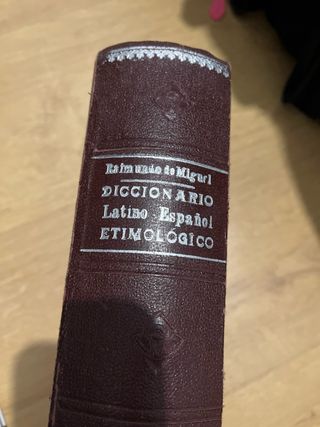 Raimundo de Miguel
DICCIONARIO
Latino Español
ETIMOLÓGICO